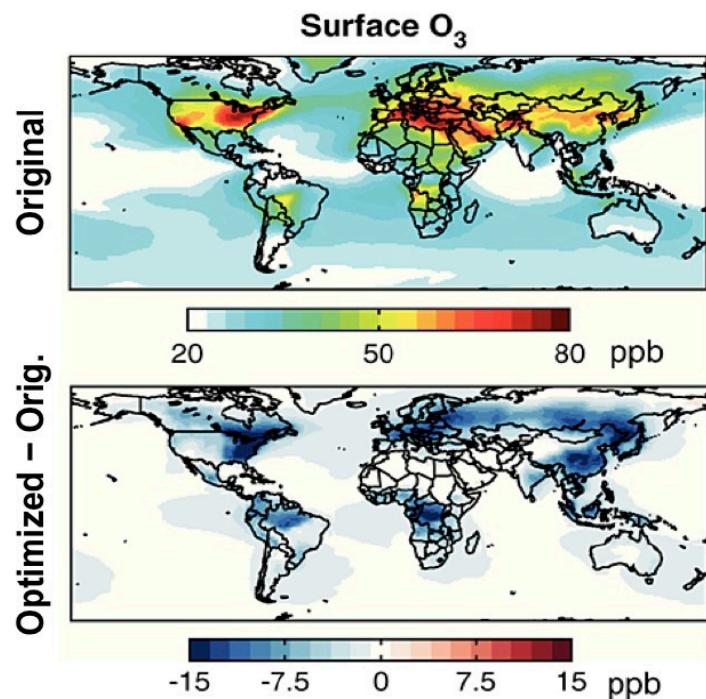 Surface O₃
Original
20 50 80 ppb
Optimized – Orig.
-15 -7.5 0 7.5 15 ppb